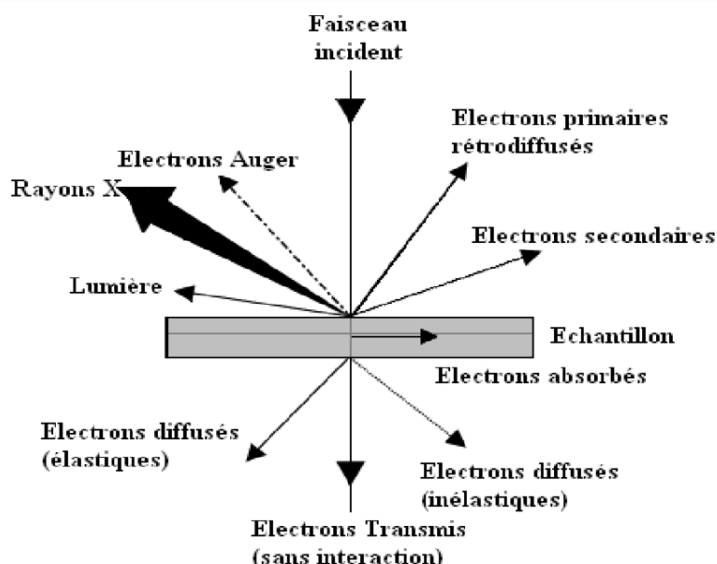 Faisceau
incident
Electrons primaires
rétrodiffusés
Electrons Auger
Rayons X
Electrons secondaires
Lumière
Echantillon
Electrons absorbés
Electrons diffusés
(élastiques)
Electrons diffusés
(inélastiques)
Electrons Transmis
(sans interaction)